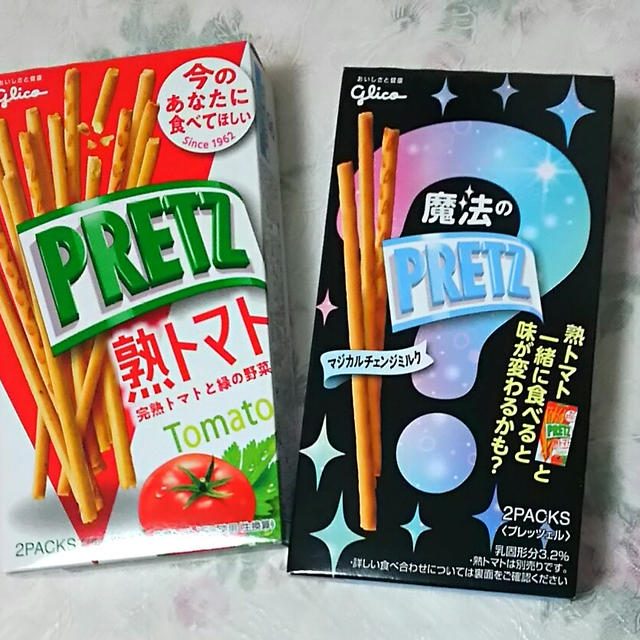 おいしさと健康
Glico
今の
あなたに
食べてほしい
Since 1962
PRETZ
熟トマト
完熟トマトと緑の野菜
Tomato
2PACKS
おいしさと健康
Glico
魔法の
PRETZ
マジカルチェンジミルク
熟トマト
PRETZ
と
一緒に食べると
味が変わるかも?
2PACKS
〈プレッツェル〉
乳固形分3.2%
・熟トマトは別売りです。
・詳しい食べ合わせについては裏面をご確認ください